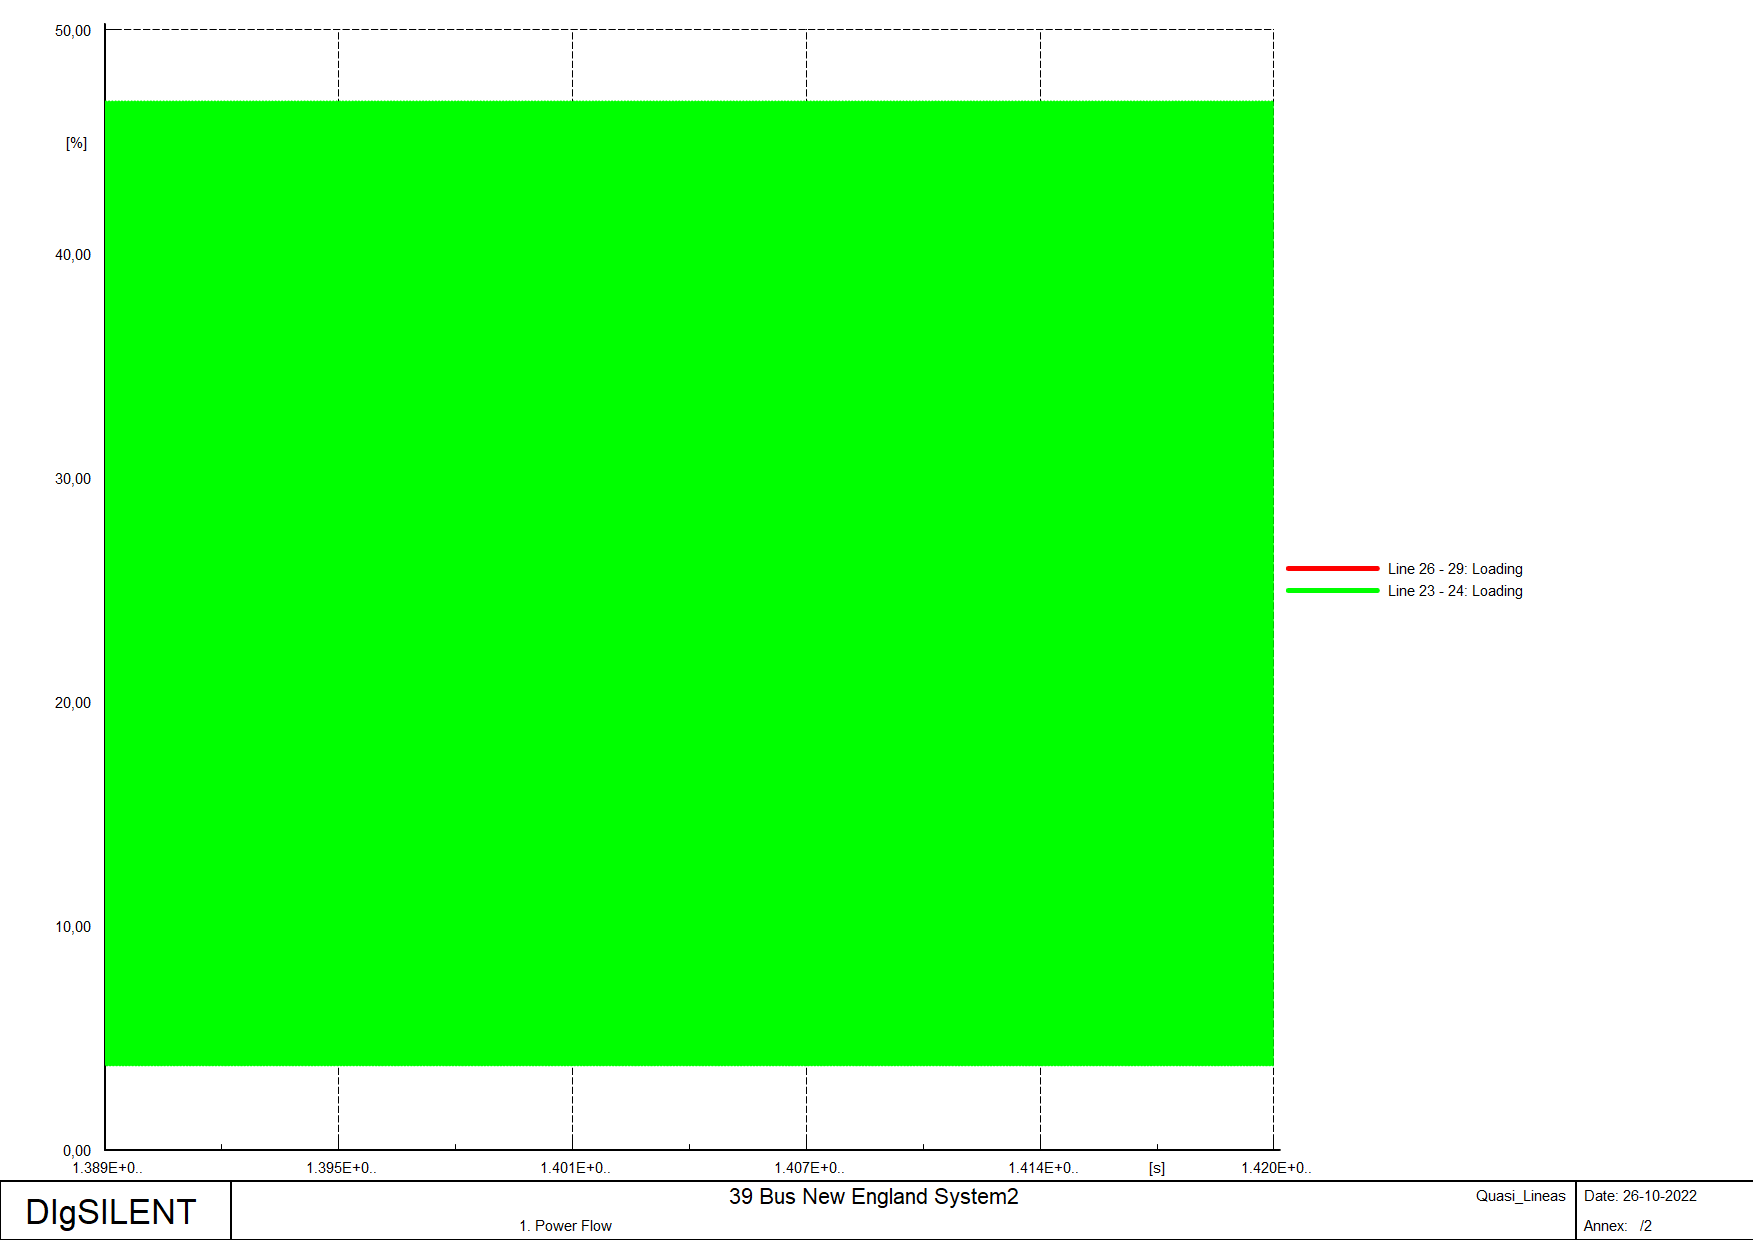 50,00
[%]
40,00
30,00
20,00
10,00
0,00
1.389E+0.. 1.395E+0.. 1.401E+0.. 1.407E+0.. 1.414E+0.. [s] 1.420E+0..
Line 26 - 29: Loading
Line 23 - 24: Loading
DIgSILENT
39 Bus New England System2
1. Power Flow
Quasi_Lineas
Date: 26-10-2022
Annex: /2